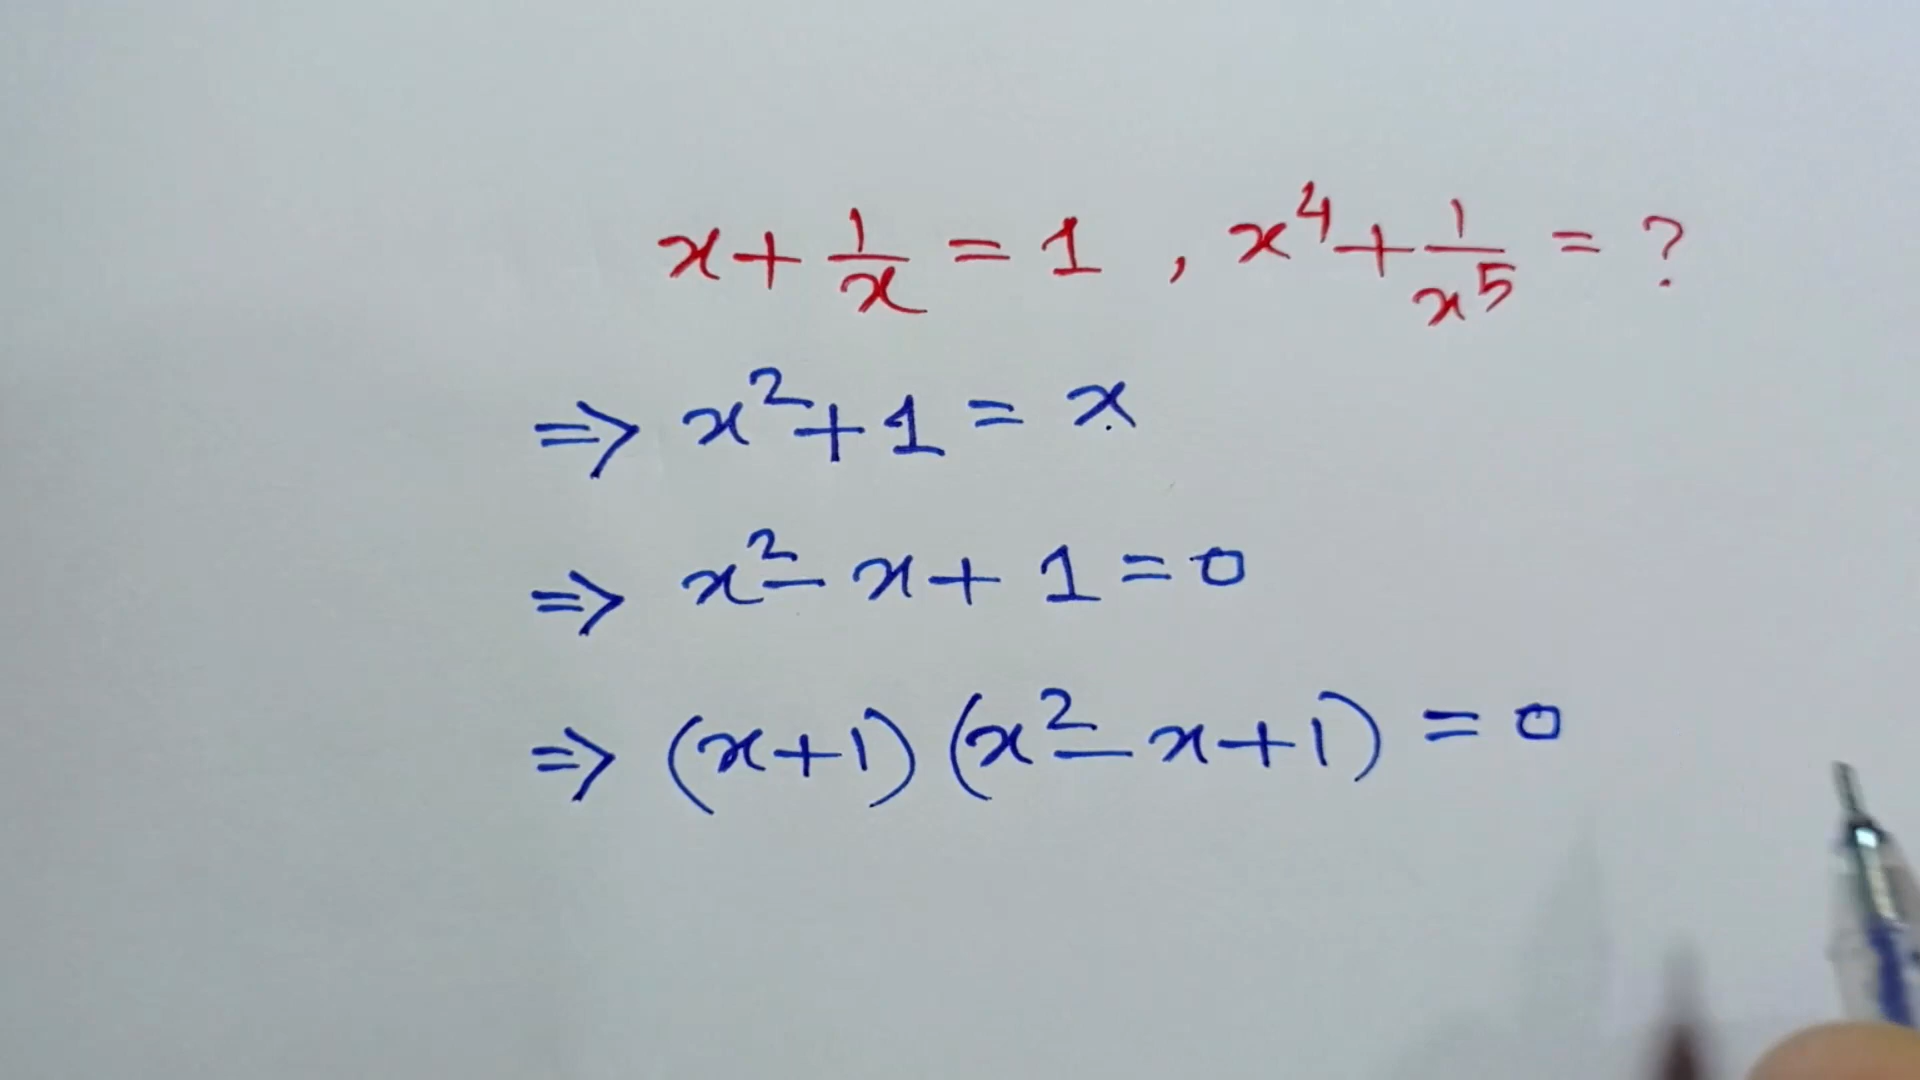 x + 1/x = 1 , x⁴ + 1/x⁵ = ?
⇒ x² + 1 = x
⇒ x² - x + 1 = 0
⇒ (x+1) (x² - x + 1) = 0